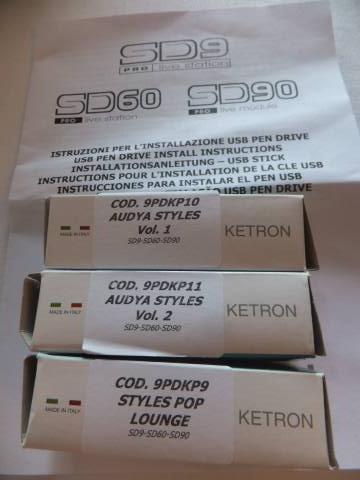 SD9
PRO live station
SD60 SD90
PRO live station PRO live module
ISTRUZIONI PER L'INSTALLAZIONE USB PEN DRIVE
USB PEN DRIVE INSTALL INSTRUCTIONS
INSTALLATIONSANLEITUNG – USB STICK
INSTRUCTIONS POUR L'INSTALLATION DE LA CLE USB
INSTRUCCIONES PARA INSTALAR EL PEN USB
USB PEN DRIVE
COD. 9PDKP10
AUDYA STYLES
Vol. 1
SD9-SD60-SD90
MADE IN ITALY
KETRON
COD. 9PDKP11
AUDYA STYLES
Vol. 2
SD9-SD60-SD90
MADE IN ITALY
KETRON
COD. 9PDKP9
STYLES POP
LOUNGE
SD9-SD60-SD90
MADE IN ITALY
KETRON